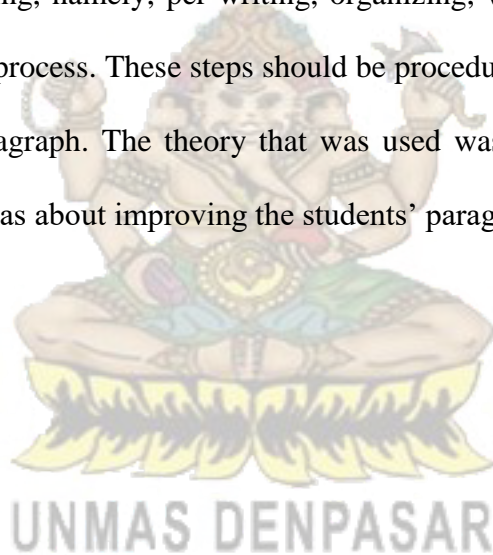 ng, namely, per writing, organizing,
process. These steps should be procedu
agraph. The theory that was used was
as about improving the students' parag
UNMAS DENPASAR